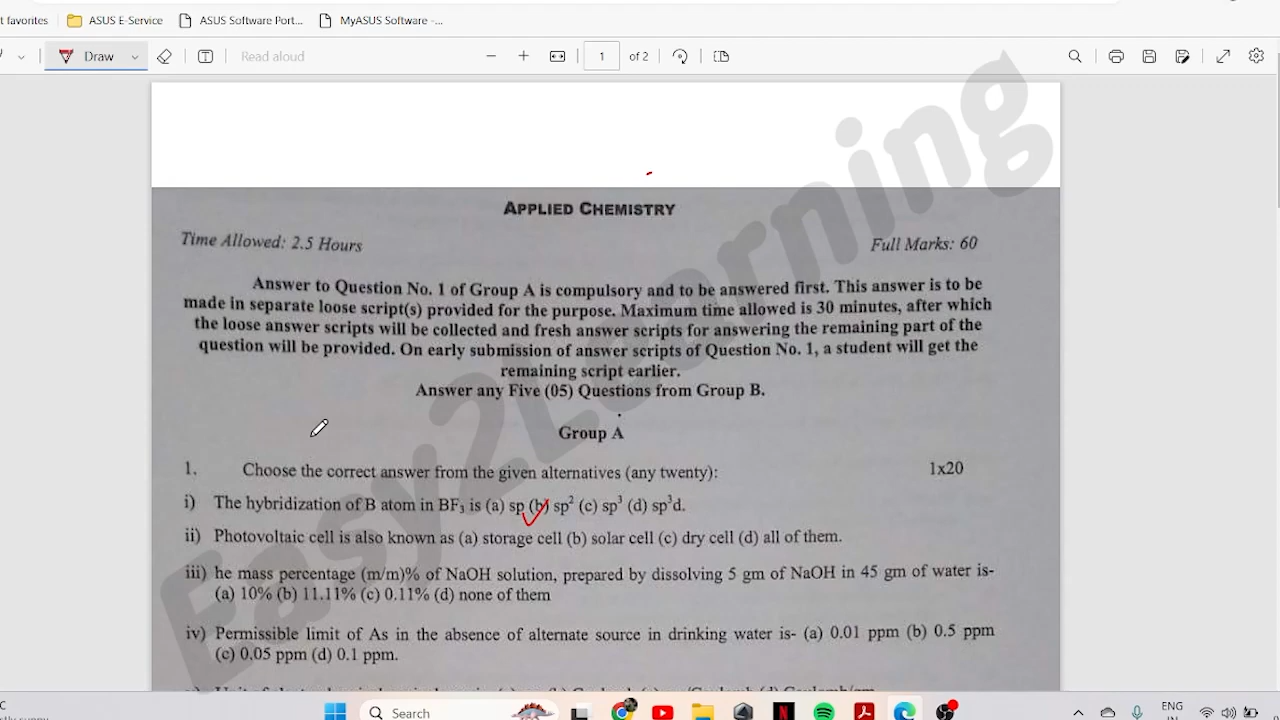 t favorites ASUS E-Service ASUS Software Port... MyASUS Software -...
Draw Read aloud 1 of 2
APPLIED CHEMISTRY
Time Allowed: 2.5 Hours Full Marks: 60
Answer to Question No. 1 of Group A is compulsory and to be answered first. This answer is to be
made in separate loose script(s) provided for the purpose. Maximum time allowed is 30 minutes, after which
the loose answer scripts will be collected and fresh answer scripts for answering the remaining part of the
question will be provided. On early submission of answer scripts of Question No. 1, a student will get the
remaining script earlier.
Answer any Five (05) Questions from Group B.
Group A
1. Choose the correct answer from the given alternatives (any twenty): 1x20
i) The hybridization of B atom in BF₃ is (a) sp (b) sp² (c) sp³ (d) sp³d.
ii) Photovoltaic cell is also known as (a) storage cell (b) solar cell (c) dry cell (d) all of them.
iii) he mass percentage (m/m)% of NaOH solution, prepared by dissolving 5 gm of NaOH in 45 gm of water is-
(a) 10% (b) 11.11% (c) 0.11% (d) none of them
iv) Permissible limit of As in the absence of alternate source in drinking water is- (a) 0.01 ppm (b) 0.5 ppm
(c) 0.05 ppm (d) 0.1 ppm.
Easy2Learning
Search ENG
IN